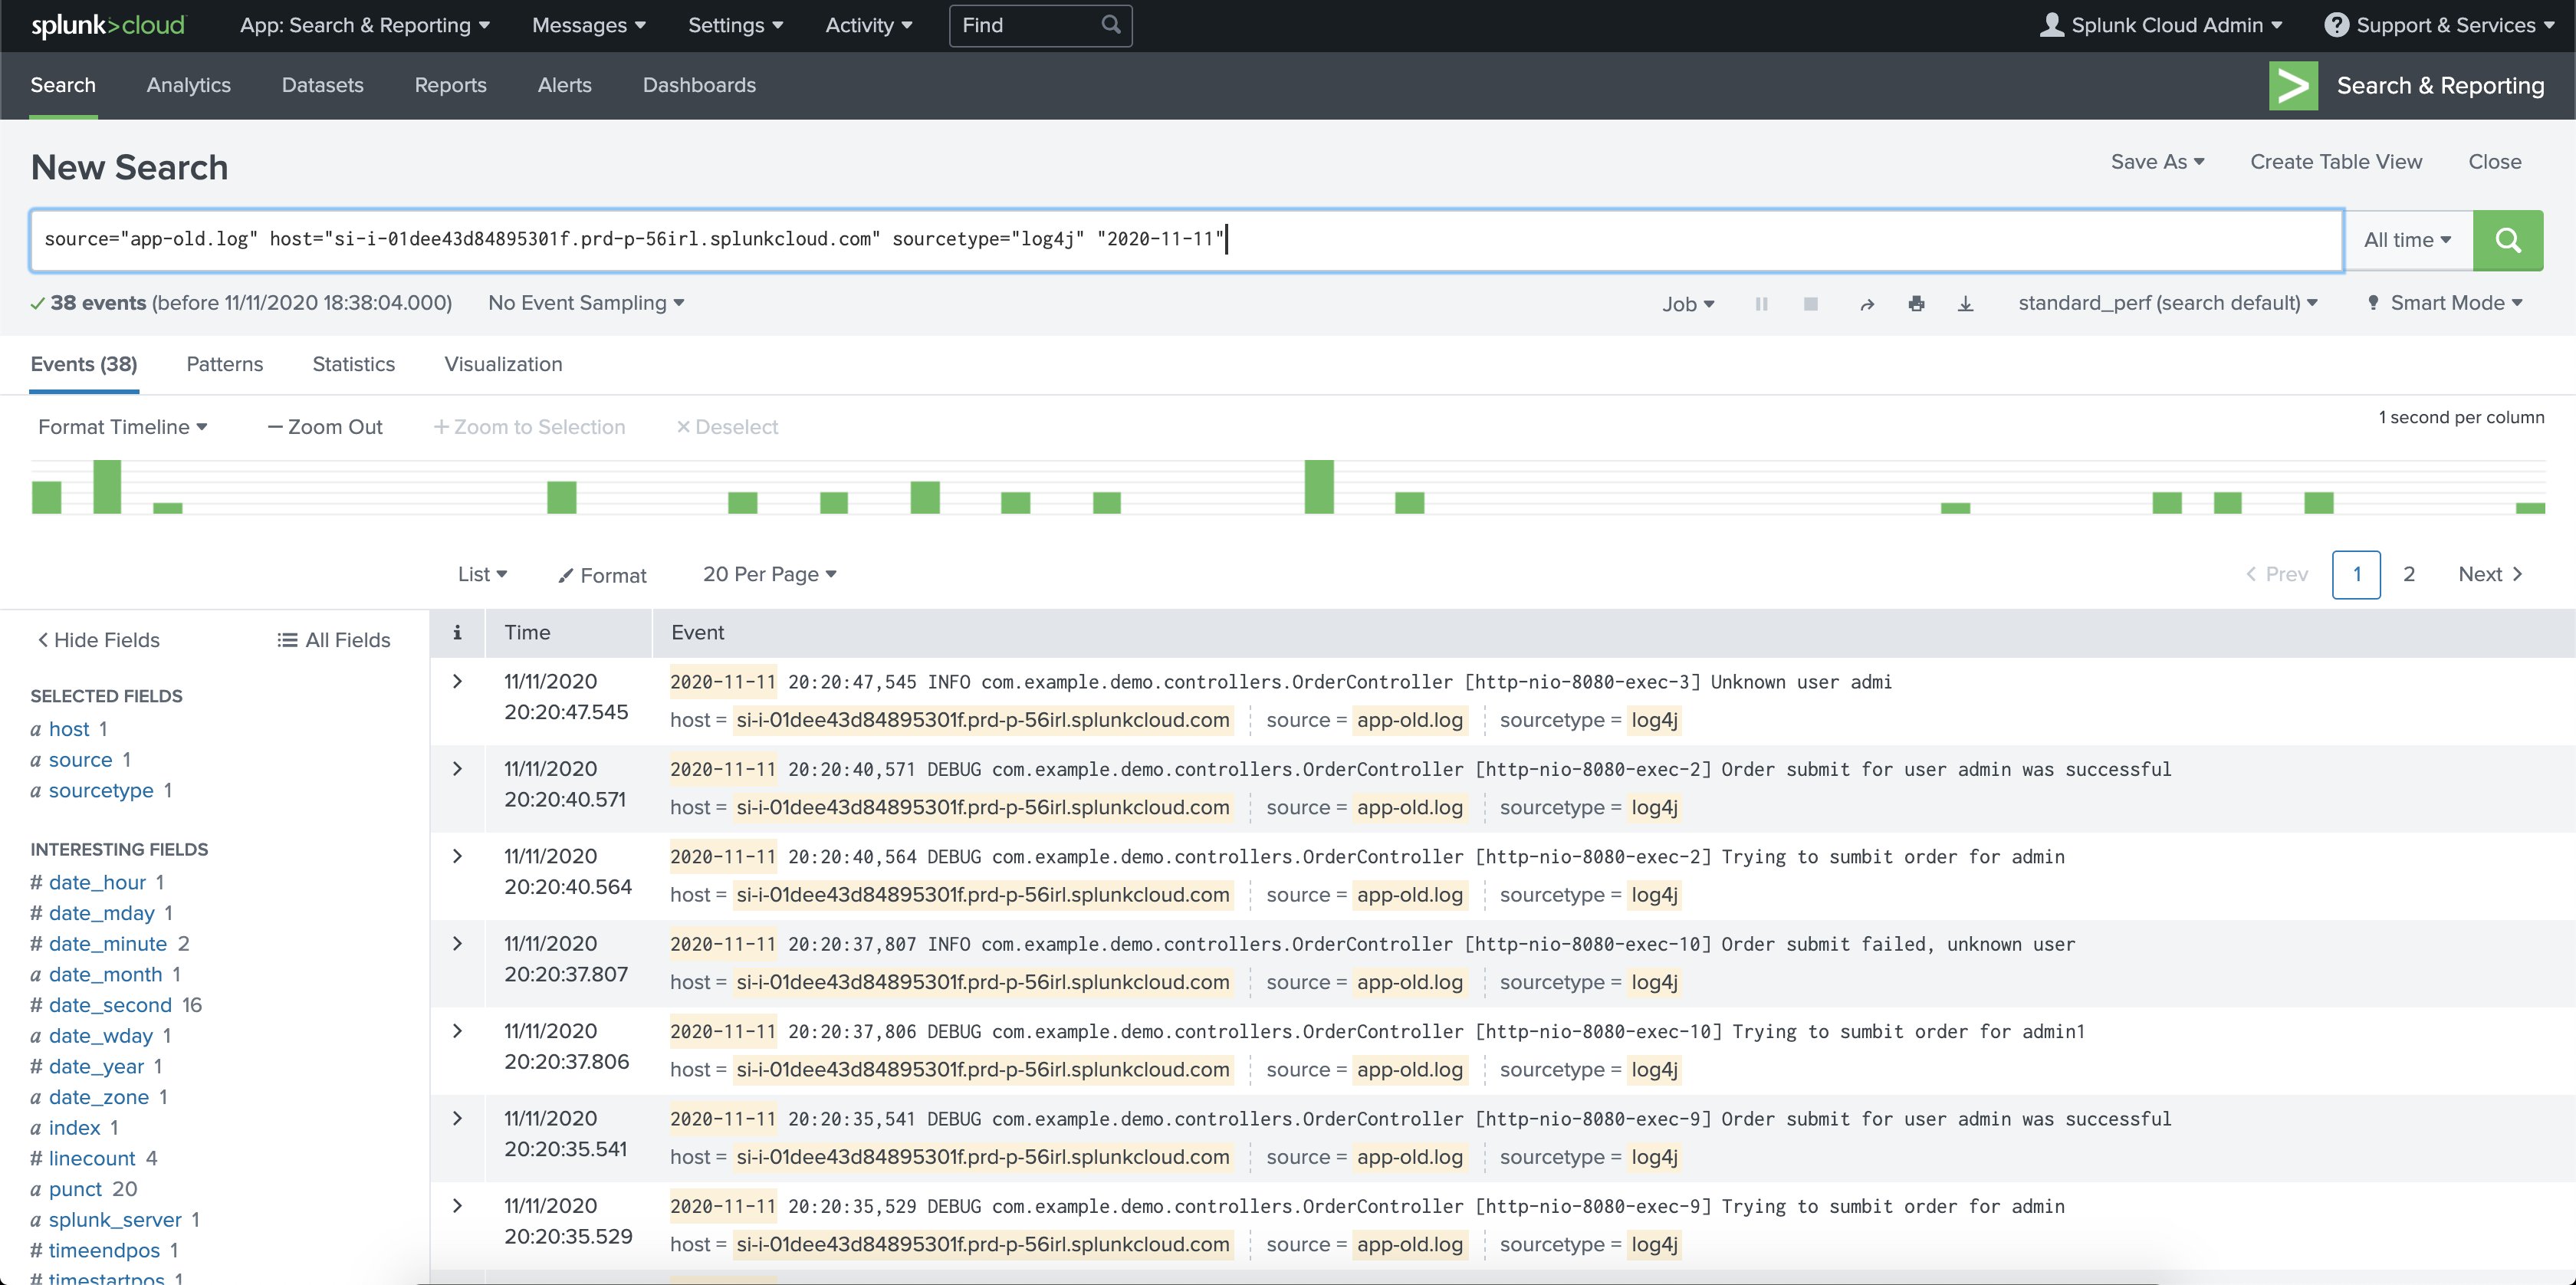 splunk>cloud App: Search & Reporting Messages Settings Activity Find Splunk Cloud Admin ? Support & Services
Search Analytics Datasets Reports Alerts Dashboards > Search & Reporting
New Search Save As Create Table View Close
source="app-old.log" host="si-i-01dee43d84895301f.prd-p-56irl.splunkcloud.com" sourcetype="log4j" "2020-11-11" All time
38 events (before 11/11/2020 18:38:04.000) No Event Sampling Job standard_perf (search default) Smart Mode
Events (38) Patterns Statistics Visualization
Format Timeline — Zoom Out + Zoom to Selection × Deselect 1 second per column
List Format 20 Per Page < Prev 1 2 Next >
< Hide Fields All Fields
i Time Event
SELECTED FIELDS
a host 1
a source 1
a sourcetype 1
INTERESTING FIELDS
# date_hour 1
# date_mday 1
# date_minute 2
a date_month 1
# date_second 16
a date_wday 1
# date_year 1
a date_zone 1
a index 1
# linecount 4
a punct 20
a splunk_server 1
# timeendpos 1
# timestartpos 1
> 11/11/2020 2020-11-11 20:20:47,545 INFO com.example.demo.controllers.OrderController [http-nio-8080-exec-3] Unknown user admi
20:20:47.545 host = si-i-01dee43d84895301f.prd-p-56irl.splunkcloud.com source = app-old.log sourcetype = log4j
> 11/11/2020 2020-11-11 20:20:40,571 DEBUG com.example.demo.controllers.OrderController [http-nio-8080-exec-2] Order submit for user admin was successful
20:20:40.571 host = si-i-01dee43d84895301f.prd-p-56irl.splunkcloud.com source = app-old.log sourcetype = log4j
> 11/11/2020 2020-11-11 20:20:40,564 DEBUG com.example.demo.controllers.OrderController [http-nio-8080-exec-2] Trying to sumbit order for admin
20:20:40.564 host = si-i-01dee43d84895301f.prd-p-56irl.splunkcloud.com source = app-old.log sourcetype = log4j
> 11/11/2020 2020-11-11 20:20:37,807 INFO com.example.demo.controllers.OrderController [http-nio-8080-exec-10] Order submit failed, unknown user
20:20:37.807 host = si-i-01dee43d84895301f.prd-p-56irl.splunkcloud.com source = app-old.log sourcetype = log4j
> 11/11/2020 2020-11-11 20:20:37,806 DEBUG com.example.demo.controllers.OrderController [http-nio-8080-exec-10] Trying to sumbit order for admin1
20:20:37.806 host = si-i-01dee43d84895301f.prd-p-56irl.splunkcloud.com source = app-old.log sourcetype = log4j
> 11/11/2020 2020-11-11 20:20:35,541 DEBUG com.example.demo.controllers.OrderController [http-nio-8080-exec-9] Order submit for user admin was successful
20:20:35.541 host = si-i-01dee43d84895301f.prd-p-56irl.splunkcloud.com source = app-old.log sourcetype = log4j
> 11/11/2020 2020-11-11 20:20:35,529 DEBUG com.example.demo.controllers.OrderController [http-nio-8080-exec-9] Trying to sumbit order for admin
20:20:35.529 host = si-i-01dee43d84895301f.prd-p-56irl.splunkcloud.com source = app-old.log sourcetype = log4j